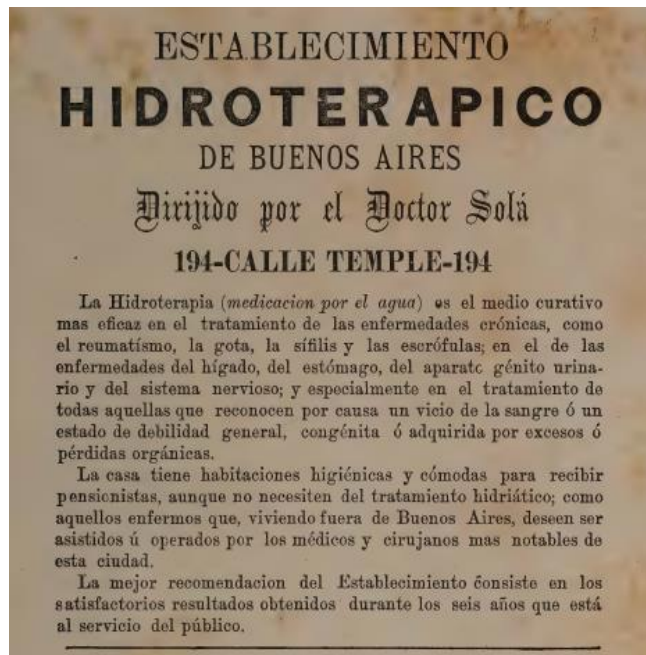 ESTABLECIMIENTO
HIDROTERAPICO
DE BUENOS AIRES
Dirijido por el Doctor Solá
194-CALLE TEMPLE-194
La Hidroterapia (medicacion por el agua) es el medio curativo
mas eficaz en el tratamiento de las enfermedades crónicas, como
el reumatísmo, la gota, la sífilis y las escrófulas; en el de las
enfermedades del hígado, del estómago, del aparato génito urina-
rio y del sistema nervioso; y especialmente en el tratamiento de
todas aquellas que reconocen por causa un vicio de la sangre ó un
estado de debilidad general, congénita ó adquirida por excesos ó
pérdidas orgánicas.
La casa tiene habitaciones higiénicas y cómodas para recibir
pensionistas, aunque no necesiten del tratamiento hidriático; como
aquellos enfermos que, viviendo fuera de Buenos Aires, deseen ser
asistidos ú operados por los médicos y cirujanos mas notables de
esta ciudad.
La mejor recomendacion del Establecimiento consiste en los
satisfactorios resultados obtenidos durante los seis años que está
al servicio del público.